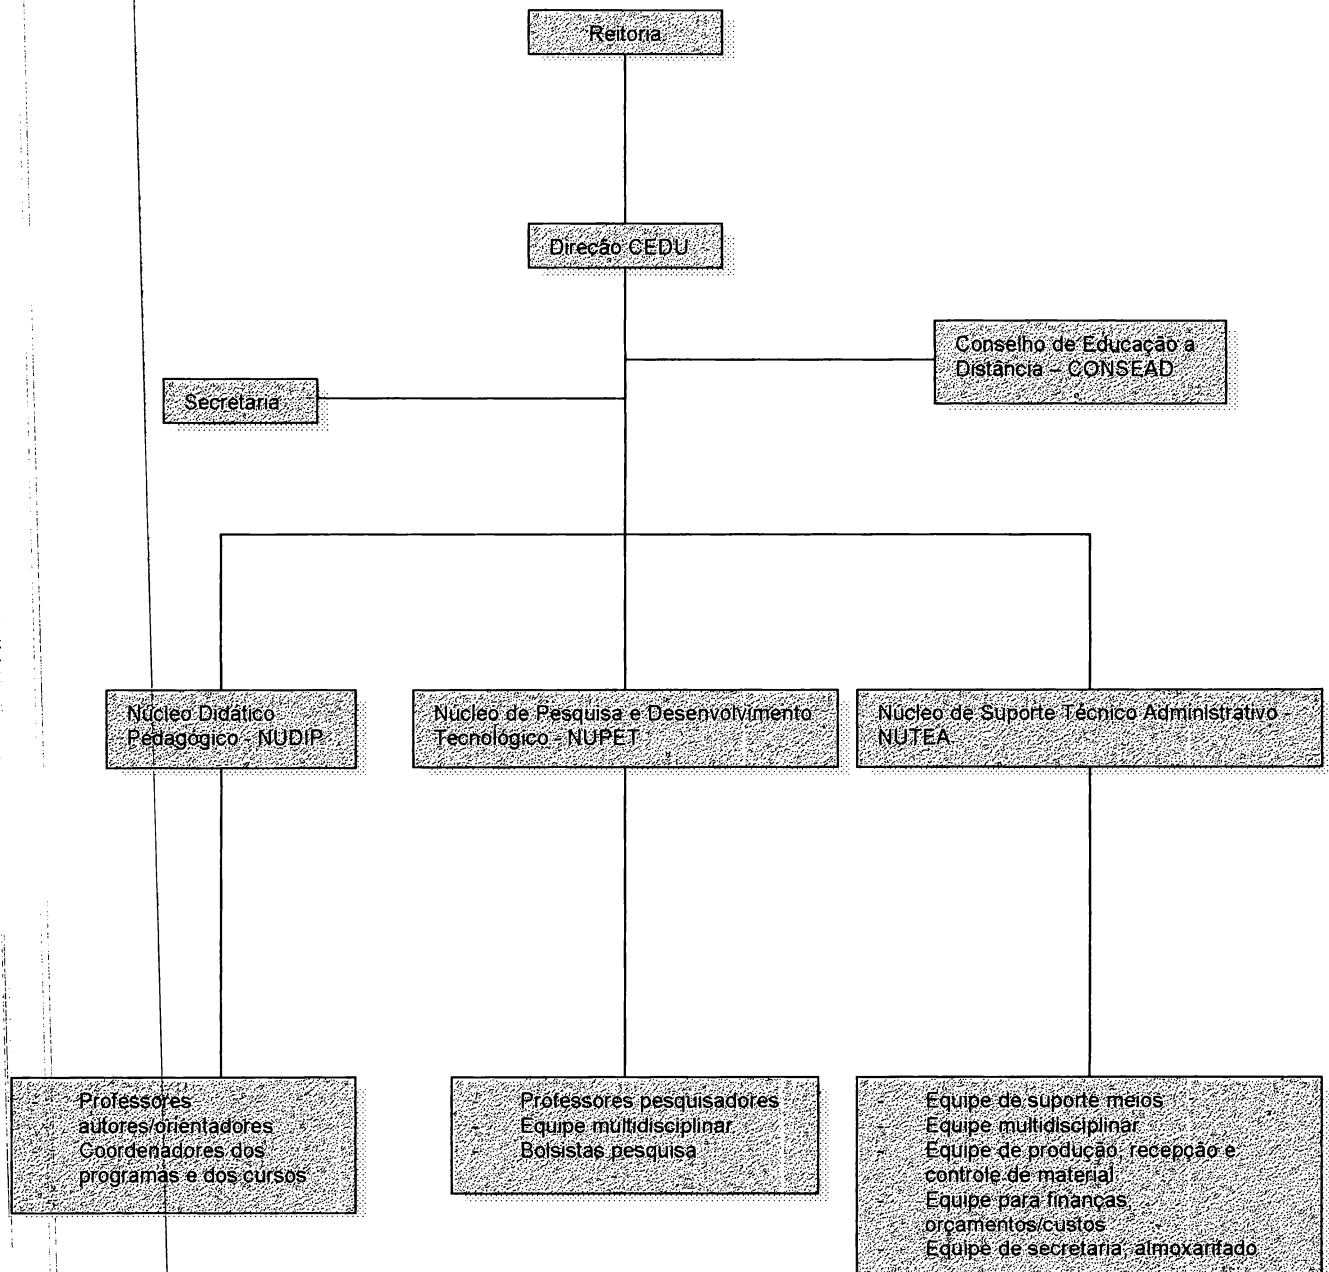 Reitoria
Direção CEDU
Conselho de Educação a
Distância – CONSEAD
Secretaria
Núcleo Didático
Pedagógico - NUDIP
Núcleo de Pesquisa e Desenvolvimento
Tecnológico - NUPET
Núcleo de Suporte Técnico Administrativo -
NUTEA
- Professores
autores/orientadores
- Coordenadores dos
programas e dos cursos
- Professores pesquisadores
- Equipe multidisciplinar
- Bolsistas pesquisa
- Equipe de suporte meios
- Equipe multidisciplinar
- Equipe de produção, recepção e
controle de material
- Equipe para finanças,
orçamentos/custos
- Equipe de secretaria, almoxarifado